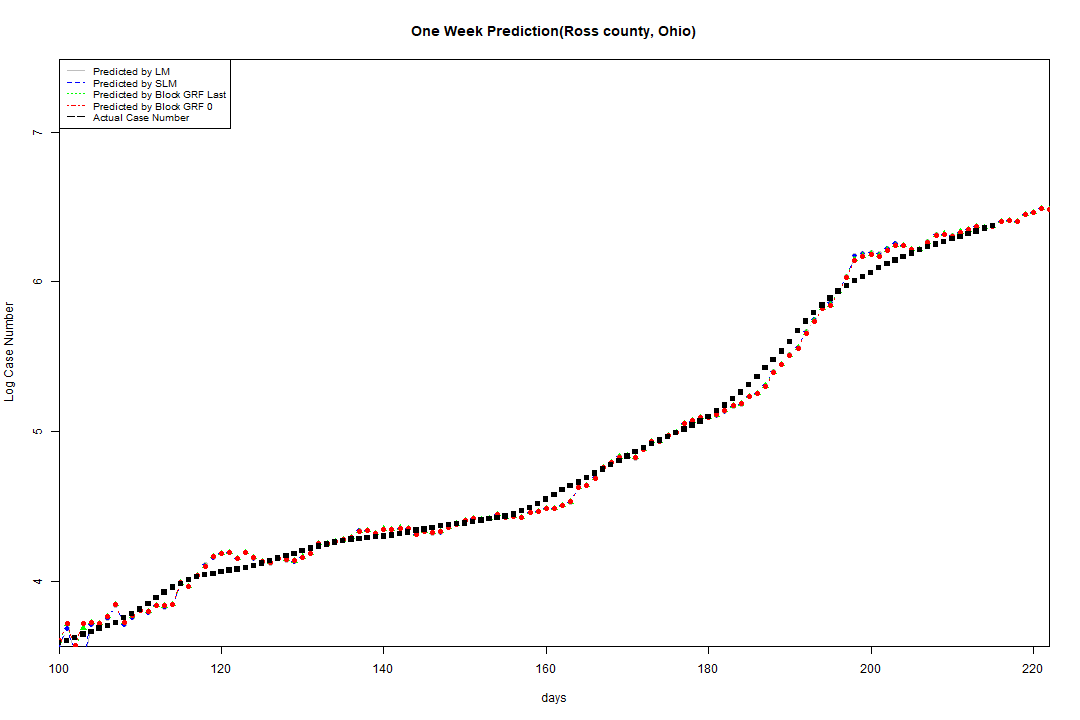 One Week Prediction(Ross county, Ohio)
Predicted by LM
Predicted by SLM
Predicted by Block GRF Last
Predicted by Block GRF 0
Actual Case Number
7
6
5
4
Log Case Number
100 120 140 160 180 200 220
days